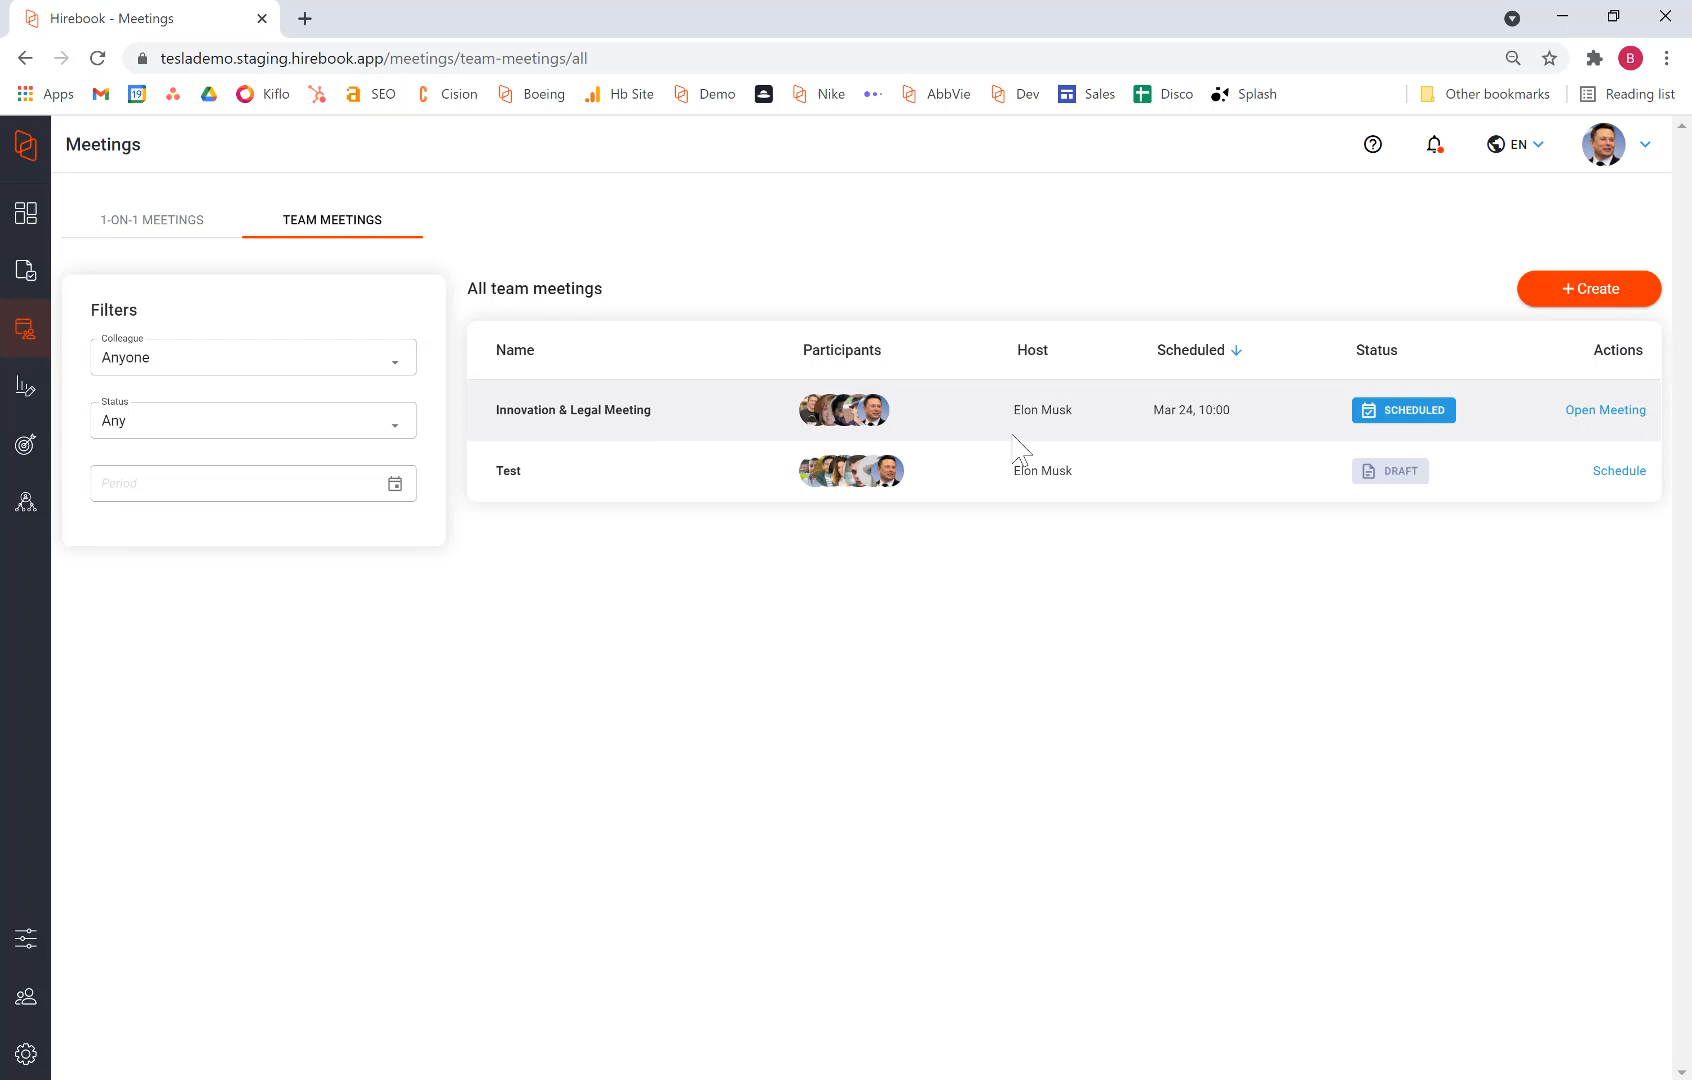 Hirebook - Meetings
tesla​demo.staging.hirebook.app/meetings/team-meetings/all
B
Apps 19 Kiflo SEO Cision Boeing Hb Site Demo Nike AbbVie Dev Sales Disco Splash Other bookmarks Reading list
Meetings
EN
1-ON-1 MEETINGS TEAM MEETINGS
Filters
Colleague
Anyone
Status
Any
Period
All team meetings
+ Create
Name Participants Host Scheduled Status Actions
Innovation & Legal Meeting Elon Musk Mar 24, 10:00 SCHEDULED Open Meeting
Test Elon Musk DRAFT Schedule